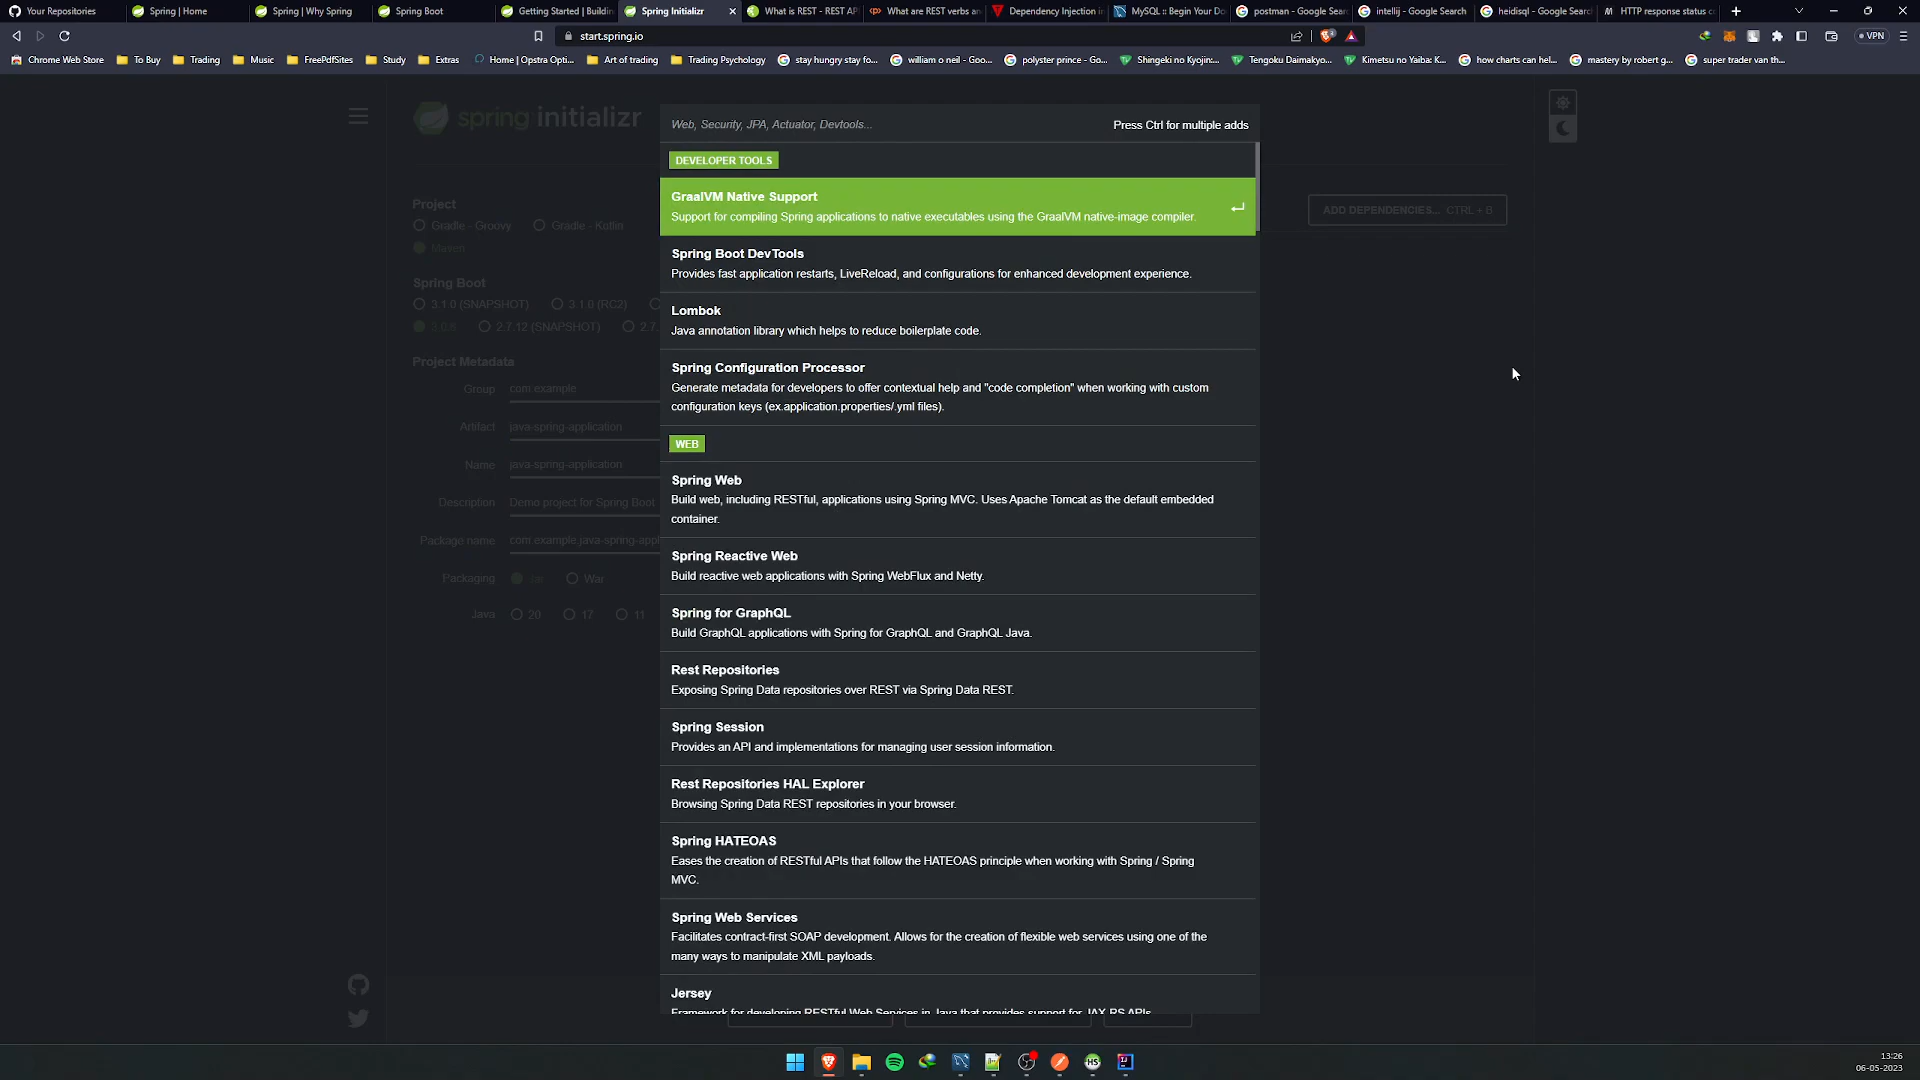 Your Repositories
Spring | Home
Spring | Why Spring
Spring Boot
Getting Started | Buildin
Spring Initializr
What is REST - REST API
What are REST verbs an
Dependency Injection i
MySQL :: Begin Your Do
postman - Google Sear
intellij - Google Search
heidisql - Google Searc
HTTP response status c
start.spring.io
VPN
Chrome Web Store
To Buy
Trading
Music
FreePdfSites
Study
Extras
Home | Opstra Opti...
Art of trading
Trading Psychology
stay hungry stay fo...
william o neil - Goo...
polyster prince - Go...
Shingeki no Kyojin:...
Tengoku Daimakyo...
Kimetsu no Yaiba: K...
how charts can hel...
mastery by robert g...
super trader van th...
spring initializr
Web, Security, JPA, Actuator, Devtools...
Press Ctrl for multiple adds
DEVELOPER TOOLS
GraalVM Native Support
Support for compiling Spring applications to native executables using the GraalVM native-image compiler.
Project
Gradle - Groovy
Gradle - Kotlin
Maven
ADD DEPENDENCIES... CTRL + B
Spring Boot DevTools
Provides fast application restarts, LiveReload, and configurations for enhanced development experience.
Spring Boot
3.1.0 (SNAPSHOT)
3.1.0 (RC2)
2.7.12 (SNAPSHOT)
2.7.
Lombok
Java annotation library which helps to reduce boilerplate code.
Project Metadata
Group com.example
Artifact java-spring-application
Name java-spring-application
Description Demo project for Spring Boot
Package name com.example.java-spring-appl
Packaging Jar War
Java 20 17 11
Spring Configuration Processor
Generate metadata for developers to offer contextual help and "code completion" when working with custom
configuration keys (ex.application.properties/.yml files).
WEB
Spring Web
Build web, including RESTful, applications using Spring MVC. Uses Apache Tomcat as the default embedded
container.
Spring Reactive Web
Build reactive web applications with Spring WebFlux and Netty.
Spring for GraphQL
Build GraphQL applications with Spring for GraphQL and GraphQL Java.
Rest Repositories
Exposing Spring Data repositories over REST via Spring Data REST.
Spring Session
Provides an API and implementations for managing user session information.
Rest Repositories HAL Explorer
Browsing Spring Data REST repositories in your browser.
Spring HATEOAS
Eases the creation of RESTful APIs that follow the HATEOAS principle when working with Spring / Spring
MVC.
Spring Web Services
Facilitates contract-first SOAP development. Allows for the creation of flexible web services using one of the
many ways to manipulate XML payloads.
Jersey
Framework for developing RESTful Web Services in Java that provides support for JAX-RS APIs.
13:26
06-05-2023